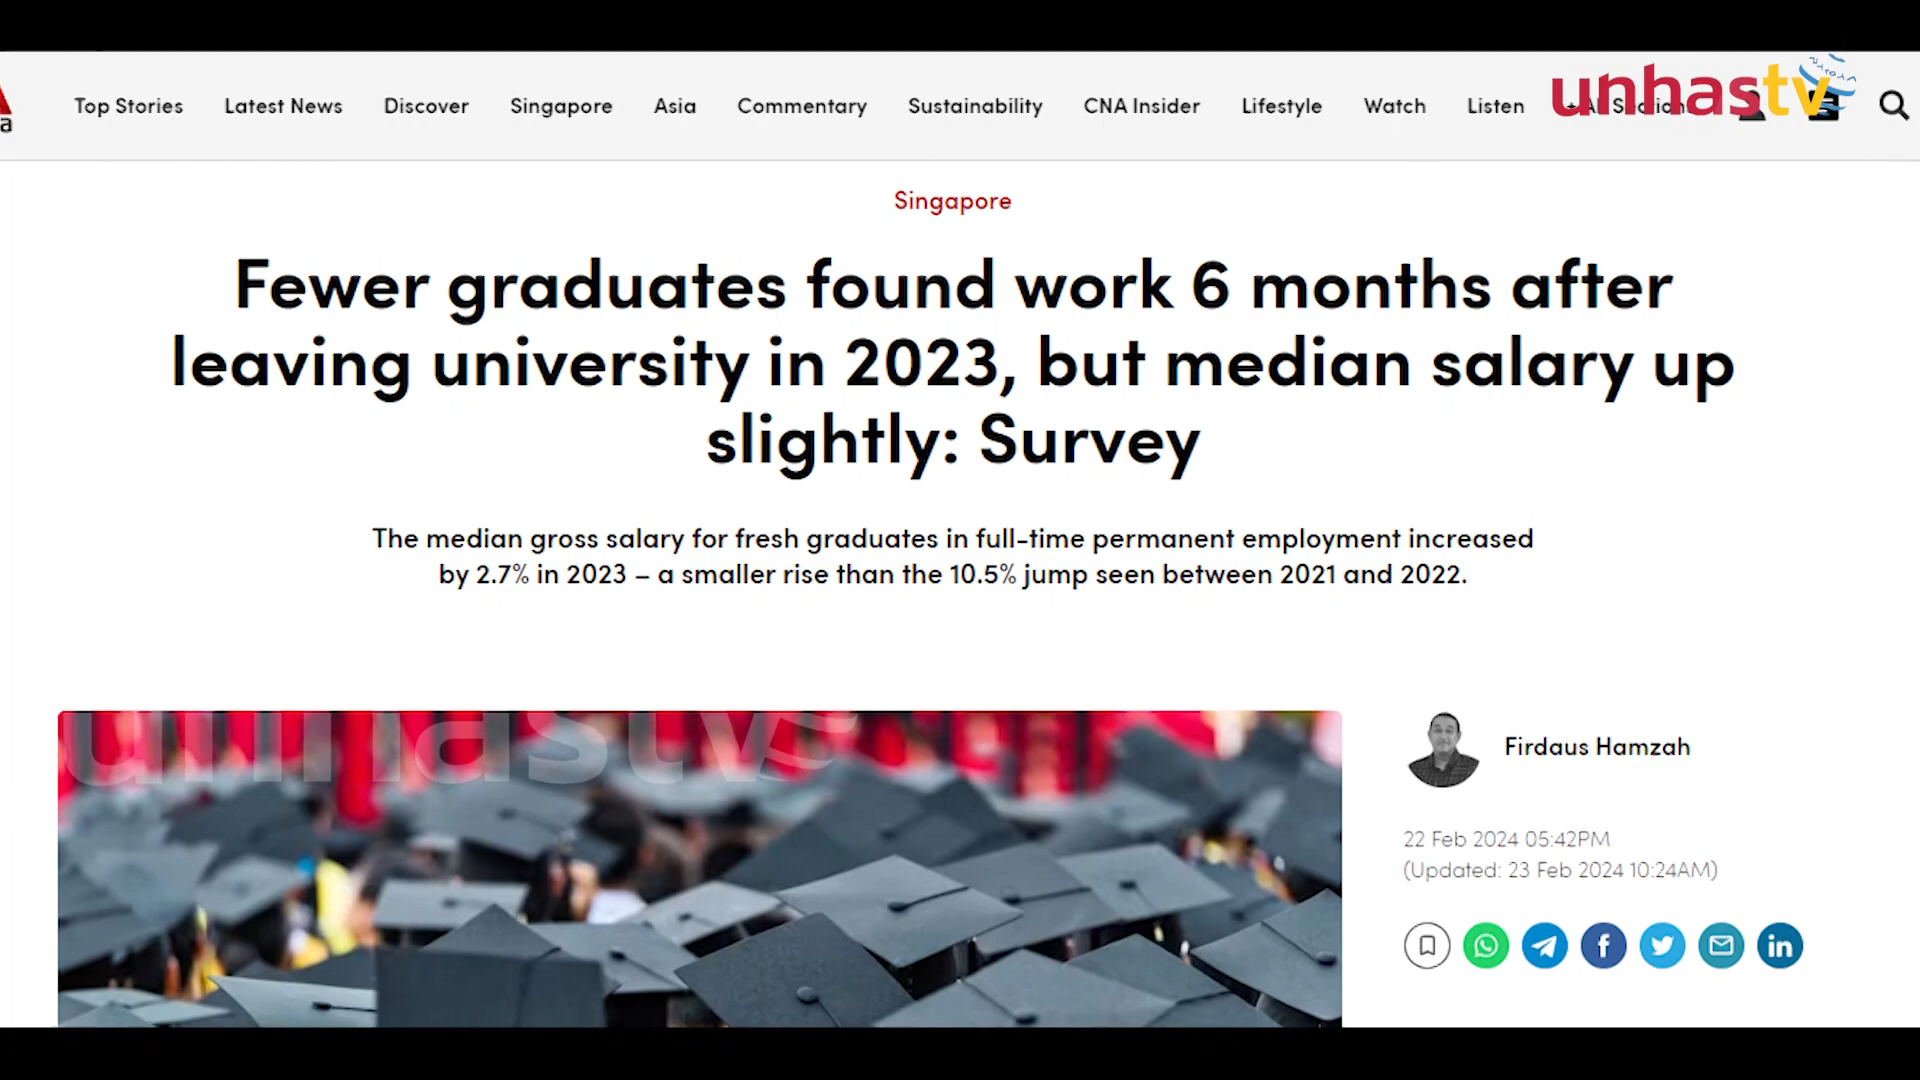 unhastv
a
Top Stories
Latest News
Discover
Singapore
Asia
Commentary
Sustainability
CNA Insider
Lifestyle
Watch
Listen
Singapore
Fewer graduates found work 6 months after
leaving university in 2023, but median salary up
slightly: Survey
The median gross salary for fresh graduates in full-time permanent employment increased
by 2.7% in 2023 – a smaller rise than the 10.5% jump seen between 2021 and 2022.
unhastv
Firdaus Hamzah
22 Feb 2024 05:42PM
(Updated: 23 Feb 2024 10:24AM)